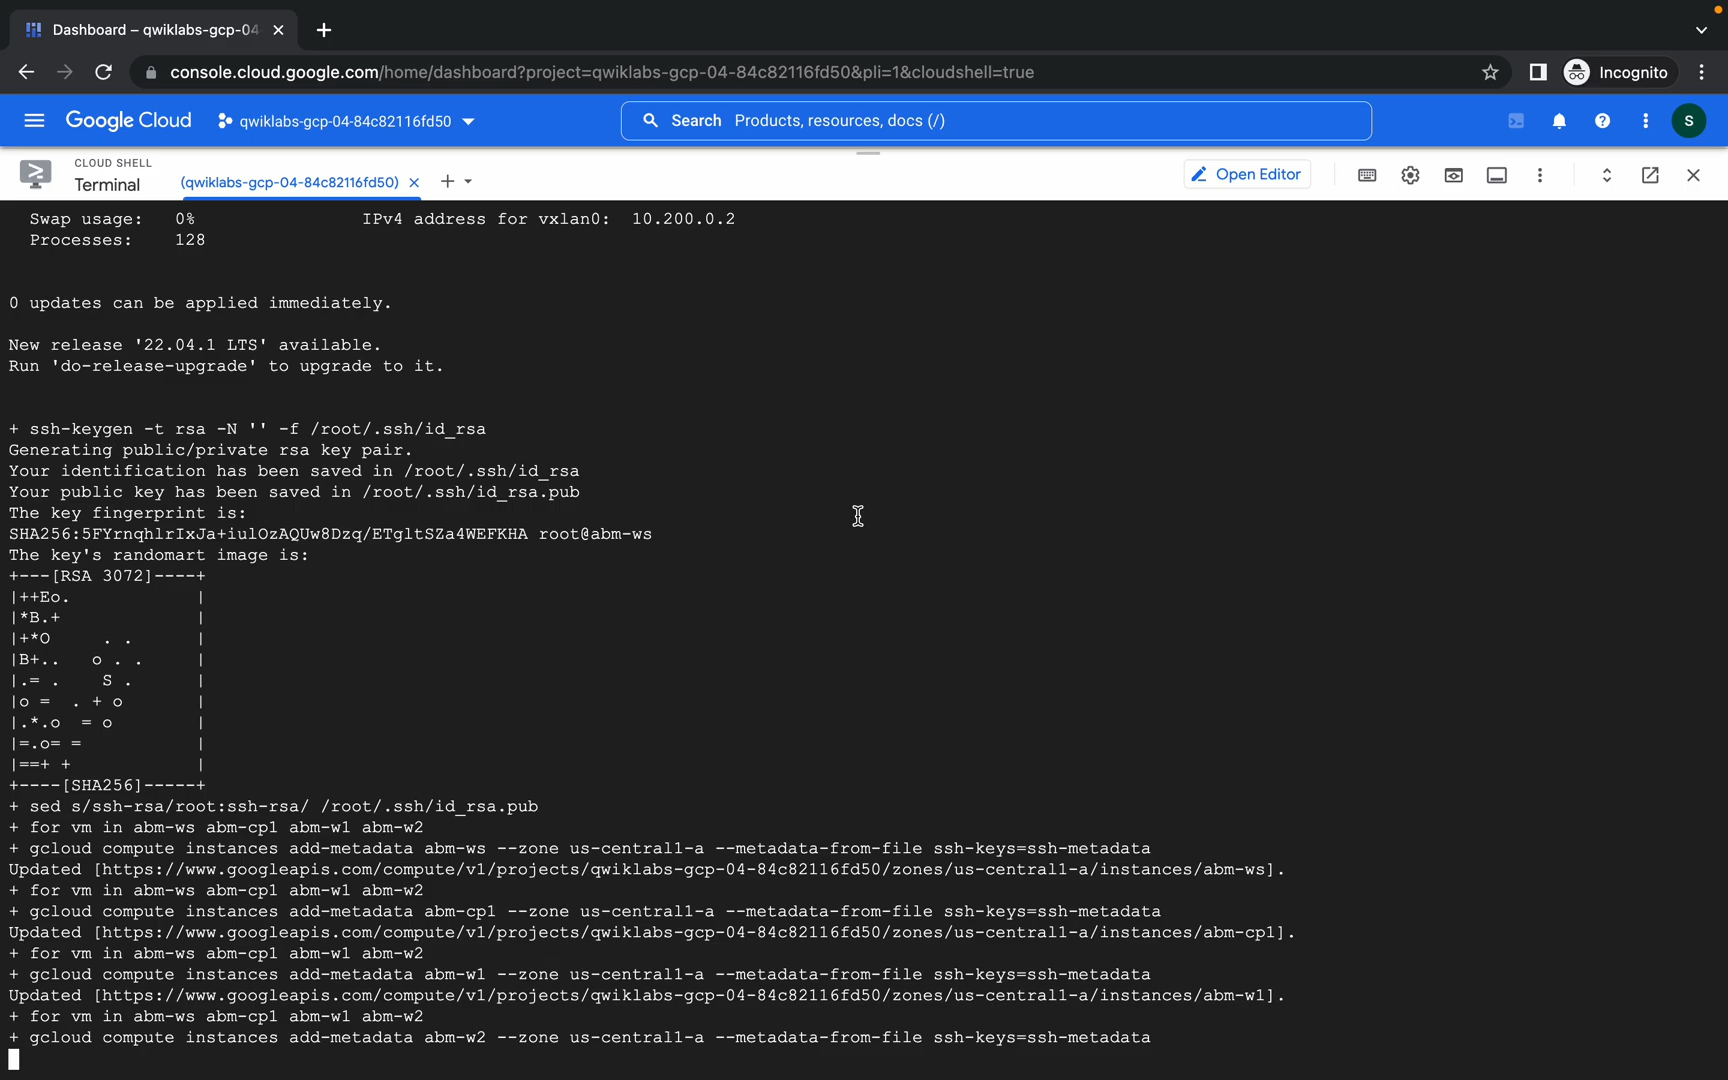 Dashboard – qwiklabs-gcp-04
console.cloud.google.com/home/dashboard?project=qwiklabs-gcp-04-84c82116fd50&pli=1&cloudshell=true
Incognito
Google Cloud
qwiklabs-gcp-04-84c82116fd50
Search Products, resources, docs (/)
S
CLOUD SHELL
Terminal
(qwiklabs-gcp-04-84c82116fd50)
Open Editor
Swap usage: 0% IPv4 address for vxlan0: 10.200.0.2
Processes: 128
0 updates can be applied immediately.
New release '22.04.1 LTS' available.
Run 'do-release-upgrade' to upgrade to it.
+ ssh-keygen -t rsa -N '' -f /root/.ssh/id_rsa
Generating public/private rsa key pair.
Your identification has been saved in /root/.ssh/id_rsa
Your public key has been saved in /root/.ssh/id_rsa.pub
The key fingerprint is:
SHA256:5FYrnqhlrIxJa+iulOzAQUw8Dzq/ETgltSZa4WEFKHA root@abm-ws
The key's randomart image is:
+---[RSA 3072]----+
|++Eo.            |
|*B.+             |
|+*O     . .      |
|B+..   o . .     |
|.= .    S .      |
|o =  . + o       |
|.*.o  = o        |
|=.o= =           |
|==+ +            |
+----[SHA256]-----+
+ sed s/ssh-rsa/root:ssh-rsa/ /root/.ssh/id_rsa.pub
+ for vm in abm-ws abm-cp1 abm-w1 abm-w2
+ gcloud compute instances add-metadata abm-ws --zone us-central1-a --metadata-from-file ssh-keys=ssh-metadata
Updated [https://www.googleapis.com/compute/v1/projects/qwiklabs-gcp-04-84c82116fd50/zones/us-central1-a/instances/abm-ws].
+ for vm in abm-ws abm-cp1 abm-w1 abm-w2
+ gcloud compute instances add-metadata abm-cp1 --zone us-central1-a --metadata-from-file ssh-keys=ssh-metadata
Updated [https://www.googleapis.com/compute/v1/projects/qwiklabs-gcp-04-84c82116fd50/zones/us-central1-a/instances/abm-cp1].
+ for vm in abm-ws abm-cp1 abm-w1 abm-w2
+ gcloud compute instances add-metadata abm-w1 --zone us-central1-a --metadata-from-file ssh-keys=ssh-metadata
Updated [https://www.googleapis.com/compute/v1/projects/qwiklabs-gcp-04-84c82116fd50/zones/us-central1-a/instances/abm-w1].
+ for vm in abm-ws abm-cp1 abm-w1 abm-w2
+ gcloud compute instances add-metadata abm-w2 --zone us-central1-a --metadata-from-file ssh-keys=ssh-metadata